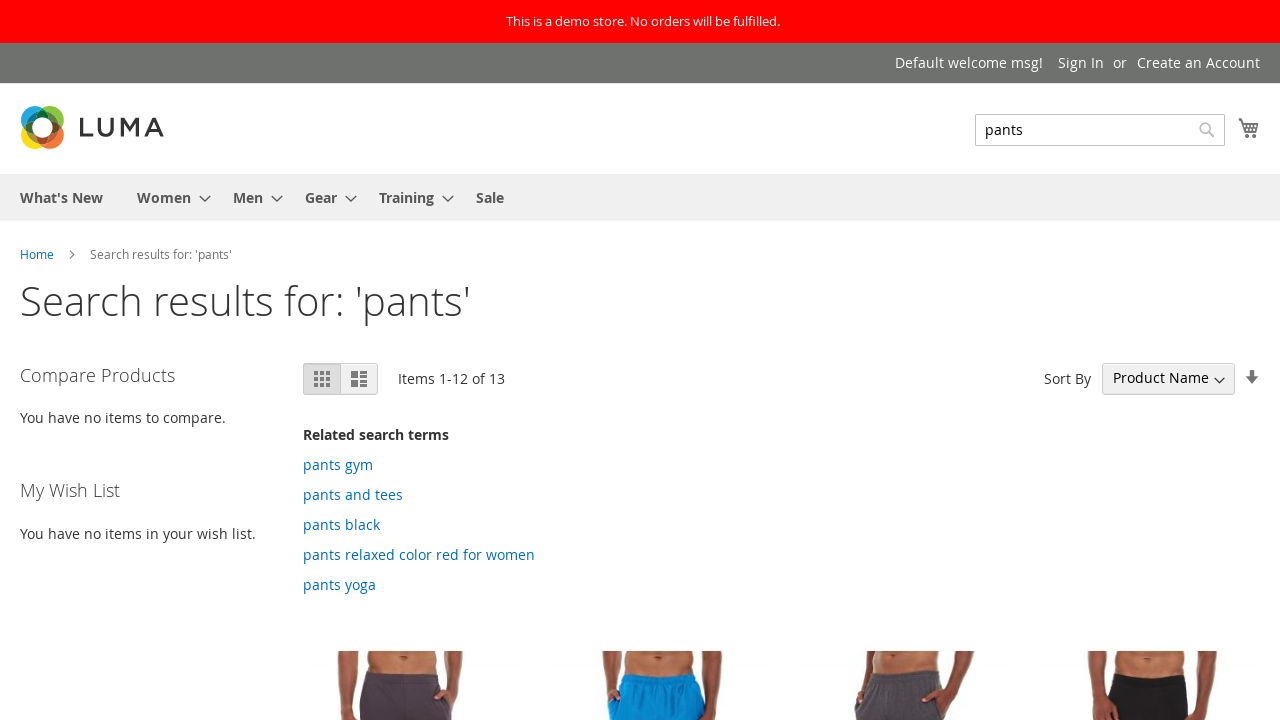 This is a demo store. No orders will be fulfilled.
Default welcome msg! Sign In or Create an Account
LUMA
pants
What's New Women Men Gear Training Sale
Home Search results for: 'pants'
Search results for: 'pants'
Compare Products
You have no items to compare.
My Wish List
You have no items in your wish list.
Items 1-12 of 13
Sort By Product Name
Related search terms
pants gym
pants and tees
pants black
pants relaxed color red for women
pants yoga